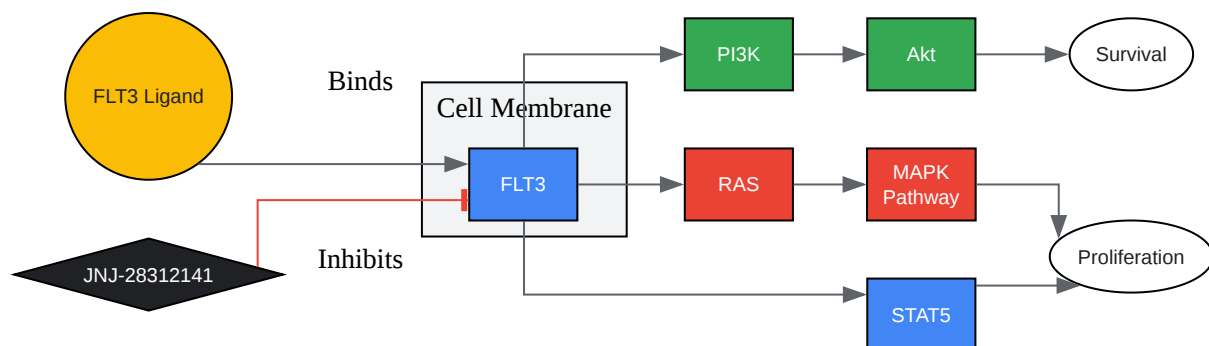 FLT3 Ligand
Binds
Cell Membrane
FLT3
PI3K
Akt
Survival
RAS
MAPK
Pathway
Inhibits
JNJ-28312141
STAT5
Proliferation